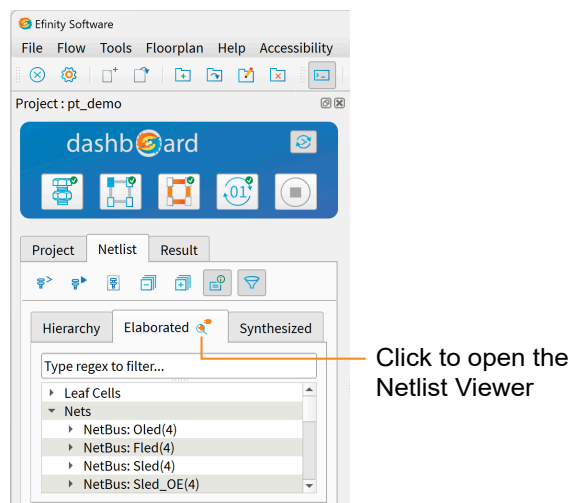 Efinity Software
File Flow Tools Floorplan Help Accessibility
Project : pt_demo
dashboard
01
Project Netlist Result
Hierarchy Elaborated Synthesized
Type regex to filter...
Leaf Cells
Nets
NetBus: Oled(4)
NetBus: Fled(4)
NetBus: Sled(4)
NetBus: Sled_OE(4)
Click to open the
Netlist Viewer